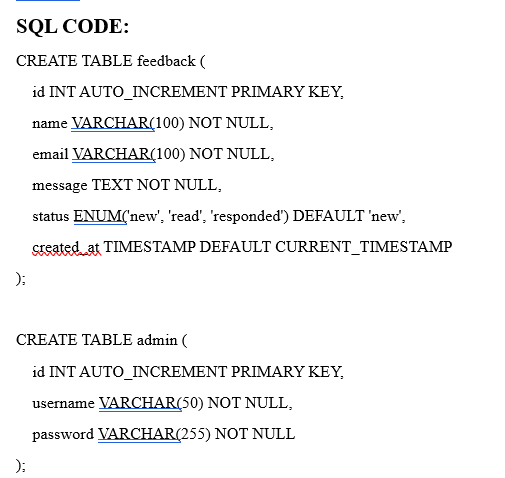 SQL CODE:
CREATE TABLE feedback (
id INT AUTO_INCREMENT PRIMARY KEY,
name VARCHAR(100) NOT NULL,
email VARCHAR(100) NOT NULL,
message TEXT NOT NULL,
status ENUM('new', 'read', 'responded') DEFAULT 'new',
created_at TIMESTAMP DEFAULT CURRENT_TIMESTAMP
);
CREATE TABLE admin (
id INT AUTO_INCREMENT PRIMARY KEY,
username VARCHAR(50) NOT NULL,
password VARCHAR(255) NOT NULL
);